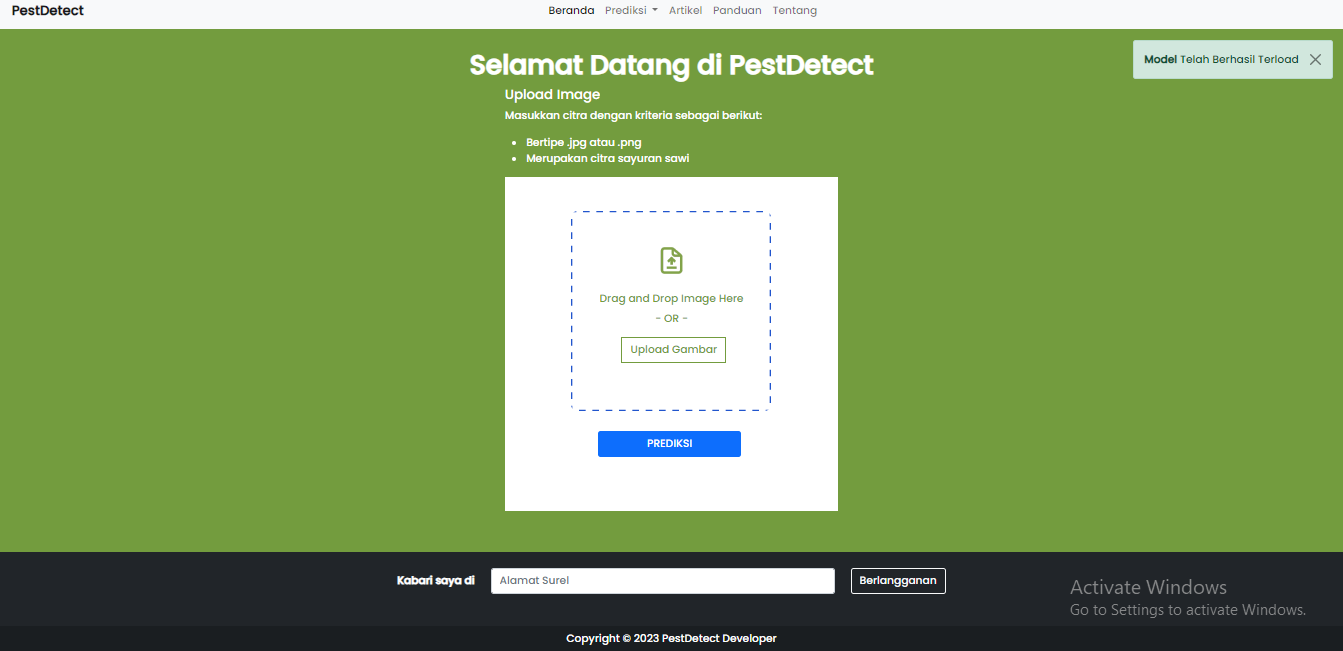 PestDetect
Beranda Prediksi Artikel Panduan Tentang
Selamat Datang di PestDetect
Model Telah Berhasil Terload
Upload Image
Masukkan citra dengan kriteria sebagai berikut:
Bertipe .jpg atau .png
Merupakan citra sayuran sawi
Drag and Drop Image Here
- OR -
Upload Gambar
PREDIKSI
Kabari saya di
Alamat Surel
Berlangganan
Activate Windows
Go to Settings to activate Windows.
Copyright © 2023 PestDetect Developer